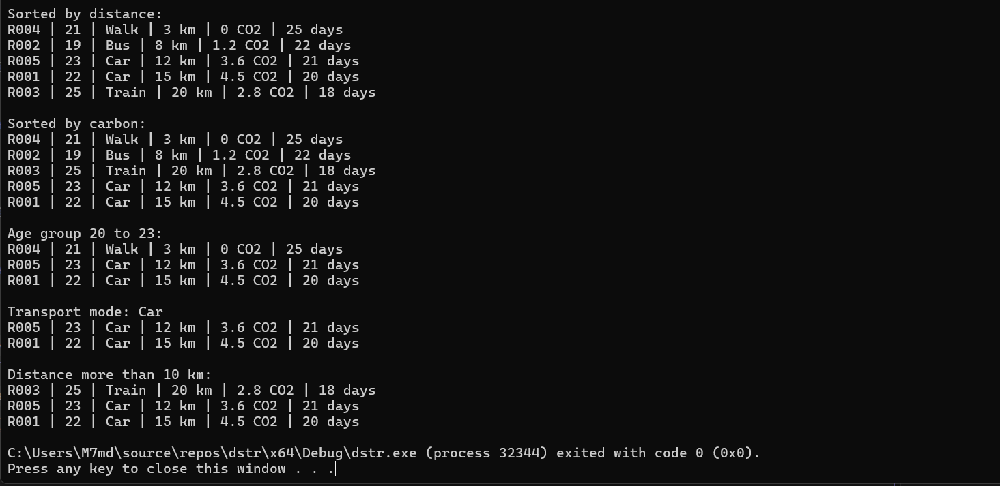 Sorted by distance:
R004 | 21 | Walk | 3 km | 0 CO2 | 25 days
R002 | 19 | Bus | 8 km | 1.2 CO2 | 22 days
R005 | 23 | Car | 12 km | 3.6 CO2 | 21 days
R001 | 22 | Car | 15 km | 4.5 CO2 | 20 days
R003 | 25 | Train | 20 km | 2.8 CO2 | 18 days

Sorted by carbon:
R004 | 21 | Walk | 3 km | 0 CO2 | 25 days
R002 | 19 | Bus | 8 km | 1.2 CO2 | 22 days
R003 | 25 | Train | 20 km | 2.8 CO2 | 18 days
R005 | 23 | Car | 12 km | 3.6 CO2 | 21 days
R001 | 22 | Car | 15 km | 4.5 CO2 | 20 days

Age group 20 to 23:
R004 | 21 | Walk | 3 km | 0 CO2 | 25 days
R005 | 23 | Car | 12 km | 3.6 CO2 | 21 days
R001 | 22 | Car | 15 km | 4.5 CO2 | 20 days

Transport mode: Car
R005 | 23 | Car | 12 km | 3.6 CO2 | 21 days
R001 | 22 | Car | 15 km | 4.5 CO2 | 20 days

Distance more than 10 km:
R003 | 25 | Train | 20 km | 2.8 CO2 | 18 days
R005 | 23 | Car | 12 km | 3.6 CO2 | 21 days
R001 | 22 | Car | 15 km | 4.5 CO2 | 20 days

C:\Users\M7md\source\repos\dstr\x64\Debug\dstr.exe (process 32344) exited with code 0 (0x0).
Press any key to close this window . . .